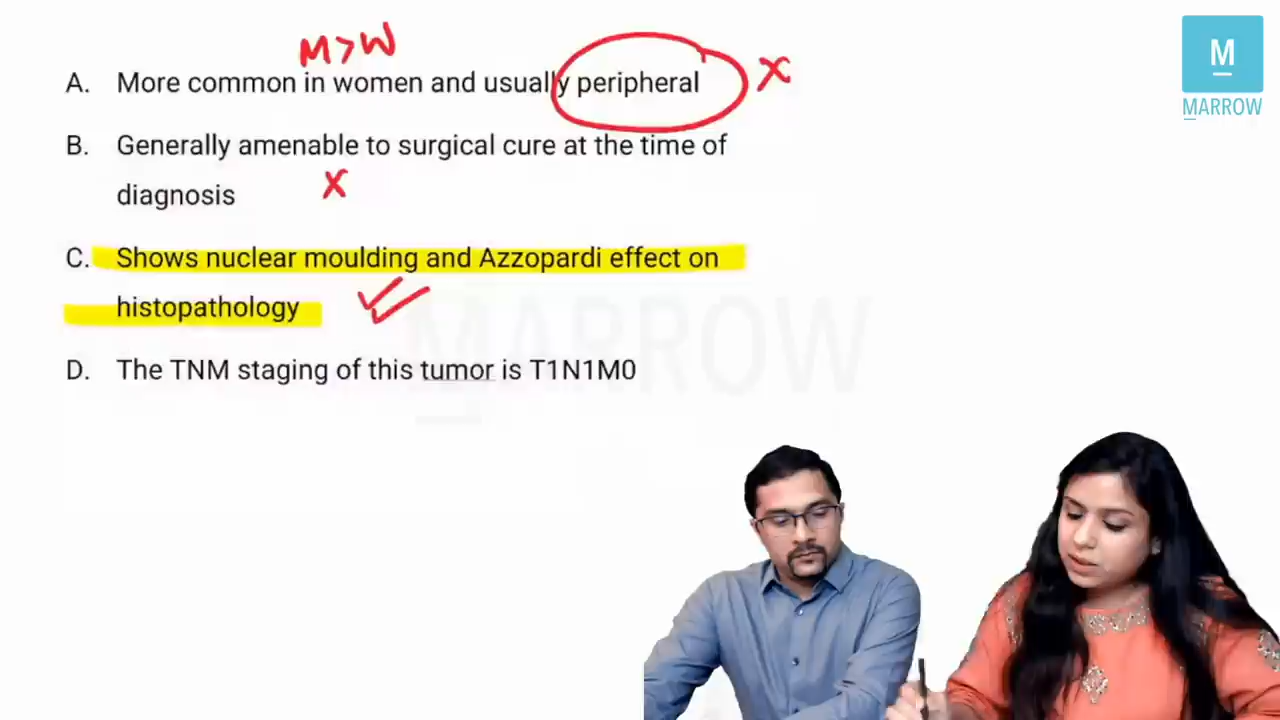 M>W
A. More common in women and usually peripheral X
B. Generally amenable to surgical cure at the time of
diagnosis X
C. Shows nuclear moulding and Azzopardi effect on
histopathology
D. The TNM staging of this tumor is T1N1M0
M
MARROW
MARROW